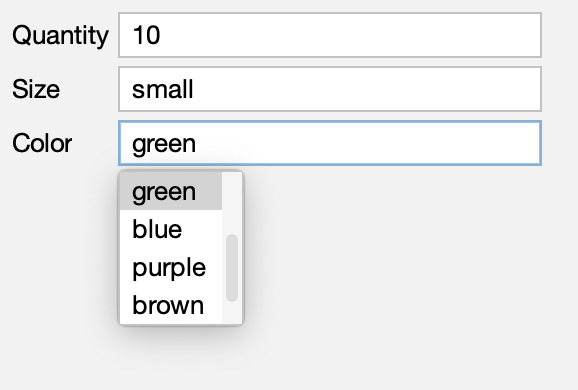 Quantity 10
Size small
Color green
green
blue
purple
brown